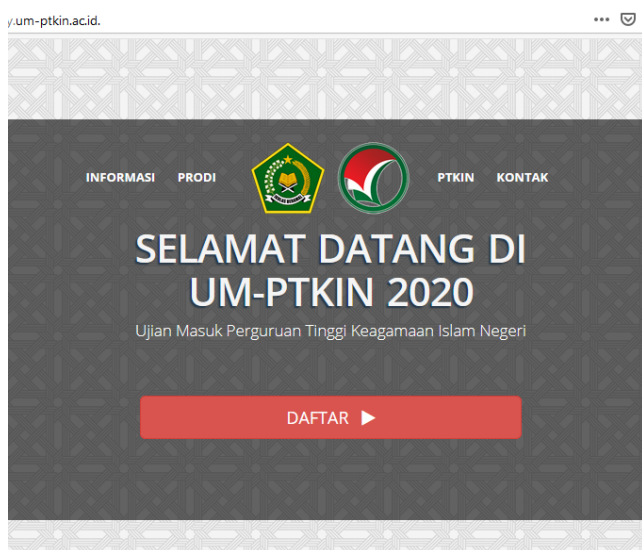 y.um-ptkin.ac.id.
INFORMASI PRODI PTKIN KONTAK
SELAMAT DATANG DI
UM-PTKIN 2020
Ujian Masuk Perguruan Tinggi Keagamaan Islam Negeri
DAFTAR